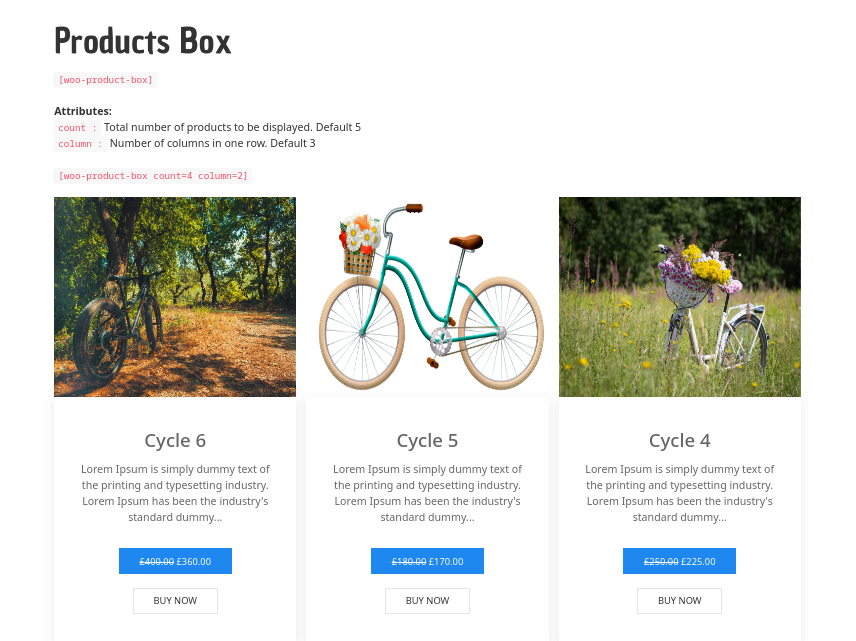 Products Box
[woo-product-box]
Attributes:
count : Total number of products to be displayed. Default 5
column : Number of columns in one row. Default 3
[woo-product-box count=4 column=2]
Cycle 6
Lorem Ipsum is simply dummy text of
the printing and typesetting industry.
Lorem Ipsum has been the industry's
standard dummy...
£400.00 £360.00
BUY NOW
Cycle 5
Lorem Ipsum is simply dummy text of
the printing and typesetting industry.
Lorem Ipsum has been the industry's
standard dummy...
£180.00 £170.00
BUY NOW
Cycle 4
Lorem Ipsum is simply dummy text of
the printing and typesetting industry.
Lorem Ipsum has been the industry's
standard dummy...
£250.00 £225.00
BUY NOW